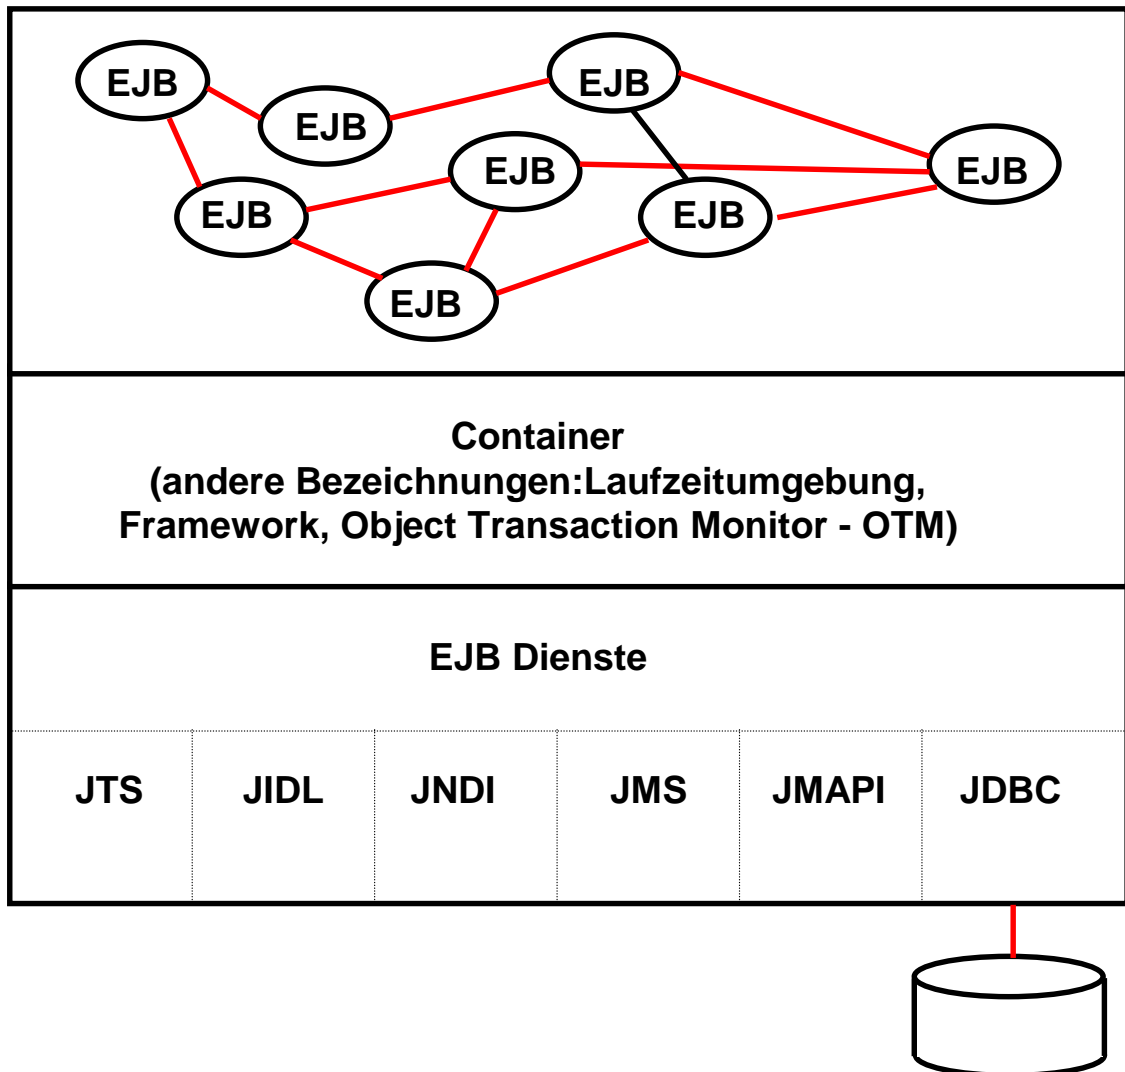 EJB
EJB
EJB
EJB
EJB
EJB
EJB
EJB
Container
(andere Bezeichnungen:Laufzeitumgebung,
Framework, Object Transaction Monitor - OTM)
EJB Dienste
JTS JIDL JNDI JMS JMAPI JDBC